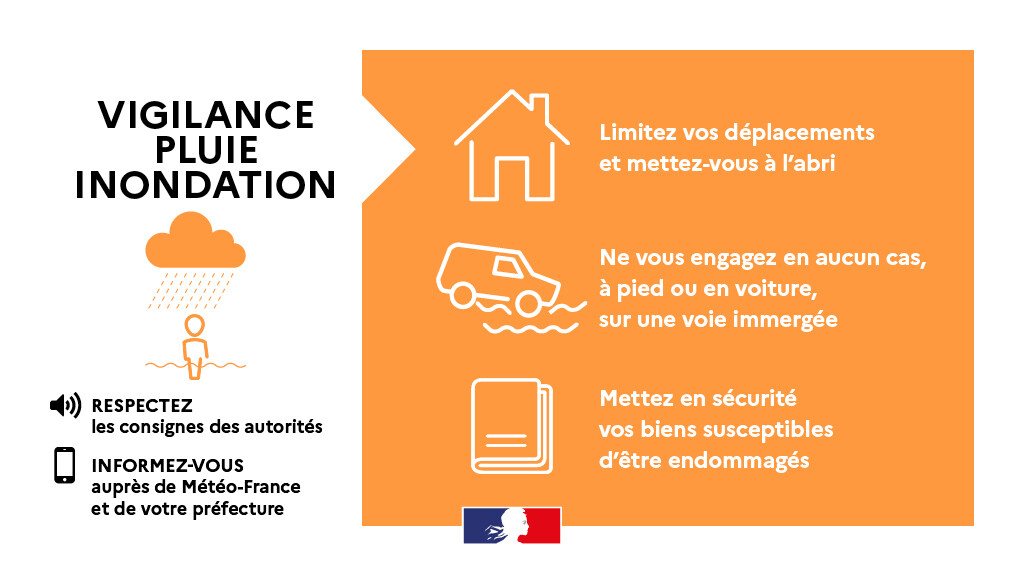 VIGILANCE
PLUIE
INONDATION
RESPECTEZ
les consignes des autorités
INFORMEZ-VOUS
auprès de Météo-France
et de votre préfecture
Limitez vos déplacements
et mettez-vous à l’abri
Ne vous engagez en aucun cas,
à pied ou en voiture,
sur une voie immergée
Mettez en sécurité
vos biens susceptibles
d’être endommagés